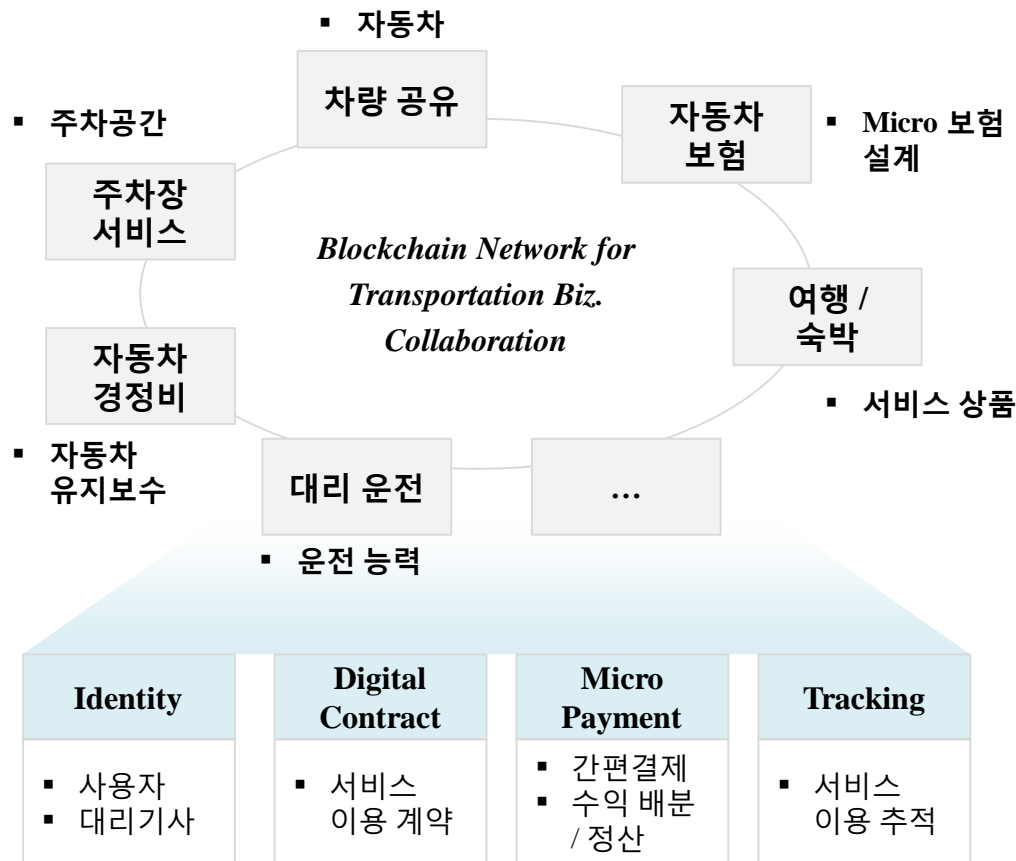 ▪ 자동차
차량 공유
▪ 주차공간
자동차
보험
▪ Micro 보험
설계
주차장
서비스
Blockchain Network for
Transportation Biz.
Collaboration
여행 /
숙박
자동차
경정비
▪ 서비스 상품
▪ 자동차
유지보수
대리 운전
...
▪ 운전 능력
Identity
▪ 사용자
▪ 대리기사
Digital
Contract
▪ 서비스
이용 계약
Micro
Payment
▪ 간편결제
▪ 수익 배분
/ 정산
Tracking
▪ 서비스
이용 추적